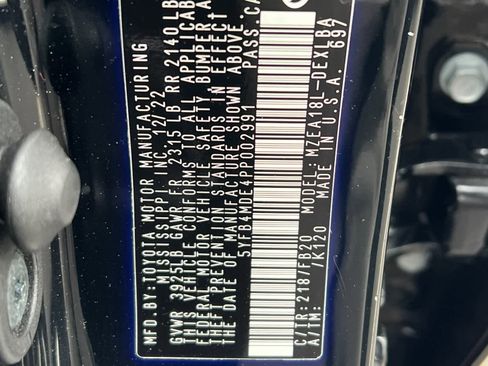 MFD.BY:TOYOTA MOTOR MANUFACTURING
MISSISSIPPI, INC. 12/22
GVWR 3925LB GAWR FR 2315 LB RR 2140 LB
THIS VEHICLE CONFORMS TO ALL APPLICAB
FEDERAL MOTOR VEHICLE SAFETY, BUMPER, A
THEFT PREVENTION STANDARDS IN EFFECT
THE DATE OF MANUFACTURE SHOWN ABOVE.
5YFB4MDE4PP002991 PASS.CA
C/TR: 218/FB20 MZEA18L-DEXLBA
A/TM: /K120 MADE IN U.S.A. 697